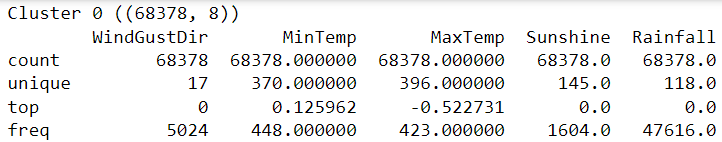 Cluster 0 ((68378, 8))
WindGustDir MinTemp MaxTemp Sunshine Rainfall
count 68378 68378.000000 68378.000000 68378.0 68378.0
unique 17 370.000000 396.000000 145.0 118.0
top 0 0.125962 -0.522731 0.0 0.0
freq 5024 448.000000 423.000000 1604.0 47616.0